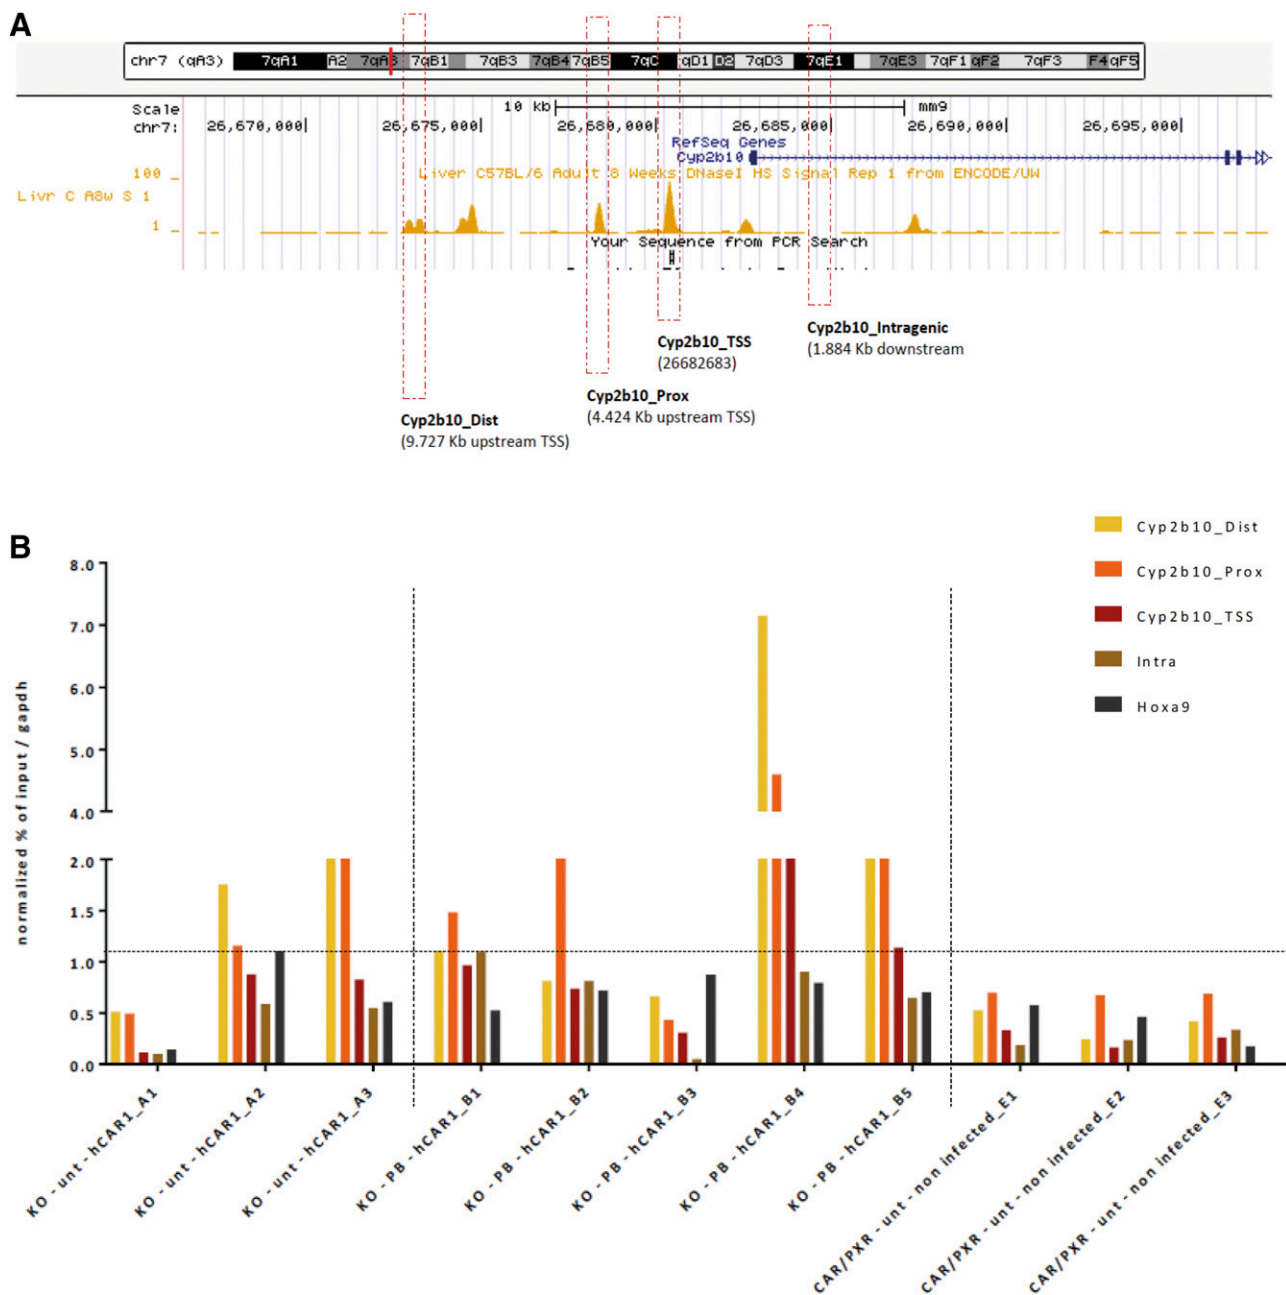 A
chr7 (qA3) 7qA1 A2 7qA3 7qB1 7qB3 7qB4 7qB5 7qC qD1 D2 7qD3 7qE1 7qE3 7qF1 qF2 7qF3 F4 qF5
Scale 10 kb mm9
chr7: 26,670,000 26,675,000 26,680,000 26,685,000 26,690,000 26,695,000
RefSeq Genes
Cyp2b10
100 Liver C57BL/6 Adult 8 Weeks DNaseI HS Signal Rep 1 from ENCODE/UW
Livr C A8w S 1
1
Your Sequence from PCR Search
Cyp2b10_Intragenic
(1.884 Kb downstream
Cyp2b10_TSS
(26682683)
Cyp2b10_Prox
(4.424 Kb upstream TSS)
Cyp2b10_Dist
(9.727 Kb upstream TSS)
B
Cyp2b10_Dist
Cyp2b10_Prox
Cyp2b10_TSS
Intra
Hoxa9
normalized % of input / gapdh
8.0
7.0
6.0
5.0
4.0
2.0
1.5
1.0
0.5
0.0
KO - unt - hCAR1_A1
KO - unt - hCAR1_A2
KO - unt - hCAR1_A3
KO - PB - hCAR1_B1
KO - PB - hCAR1_B2
KO - PB - hCAR1_B3
KO - PB - hCAR1_B4
KO - PB - hCAR1_B5
CAR/PXR - unt - non infected_E1
CAR/PXR - unt - non infected_E2
CAR/PXR - unt - non infected_E3